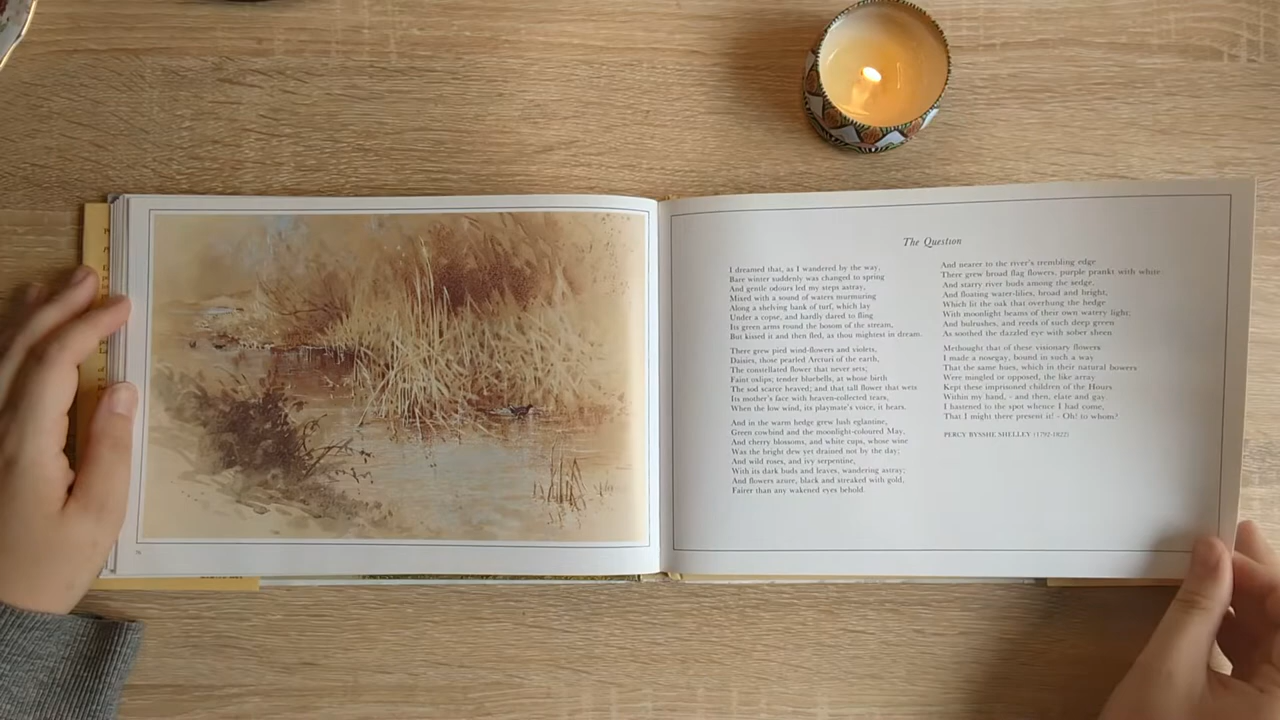 The Question
I dreamed that, as I wandered by the way,
Bare winter suddenly was changed to spring
And gentle odours led my steps astray,
Mixed with a sound of waters murmuring
Along a shelving bank of turf, which lay
Under a copse, and hardly dared to fling
Its green arms round the bosom of the stream,
But kissed it and then fled, as thou mightest in dream.
There grew pied wind-flowers and violets,
Daisies, those pearled Arcturi of the earth,
The constellated flower that never sets,
Faint oxlips; tender bluebells, at whose birth
The sod scarce heaved; and that tall flower that wets
Its mother's face with heaven-collected tears,
When the low wind, its playmate's voice, it hears.
And in the warm hedge grew lush eglantine,
Green cowbind and the moonlight-coloured May,
And cherry blossoms, and white cups, whose wine
Was the bright dew yet drained not by the day;
And wild roses, and ivy serpentine,
With its dark buds and leaves, wandering astray;
And flowers azure, black and streaked with gold,
Fairer than any wakened eyes behold.
And nearer to the river's trembling edge
There grew broad flag flowers, purple prankt with white
And starry river buds among the sedge,
And floating water-lilies, broad and bright,
Which lit the oak that overhung the hedge
With moonlight beams of their own watery light;
And bulrushes, and reeds of such deep green
As soothed the dazzled eye with sober sheen
Methought that of these visionary flowers
I made a nosegay, bound in such a way
That the same hues, which in their natural bowers
Were mingled or opposed, the like array
Kept these imprisoned children of the Hours
Within my hand, - and then, elate and gay.
I hastened to the spot whence I had come,
That I might there present it! - Oh! to whom?
PERCY BYSSHE SHELLEY (1792-1822)